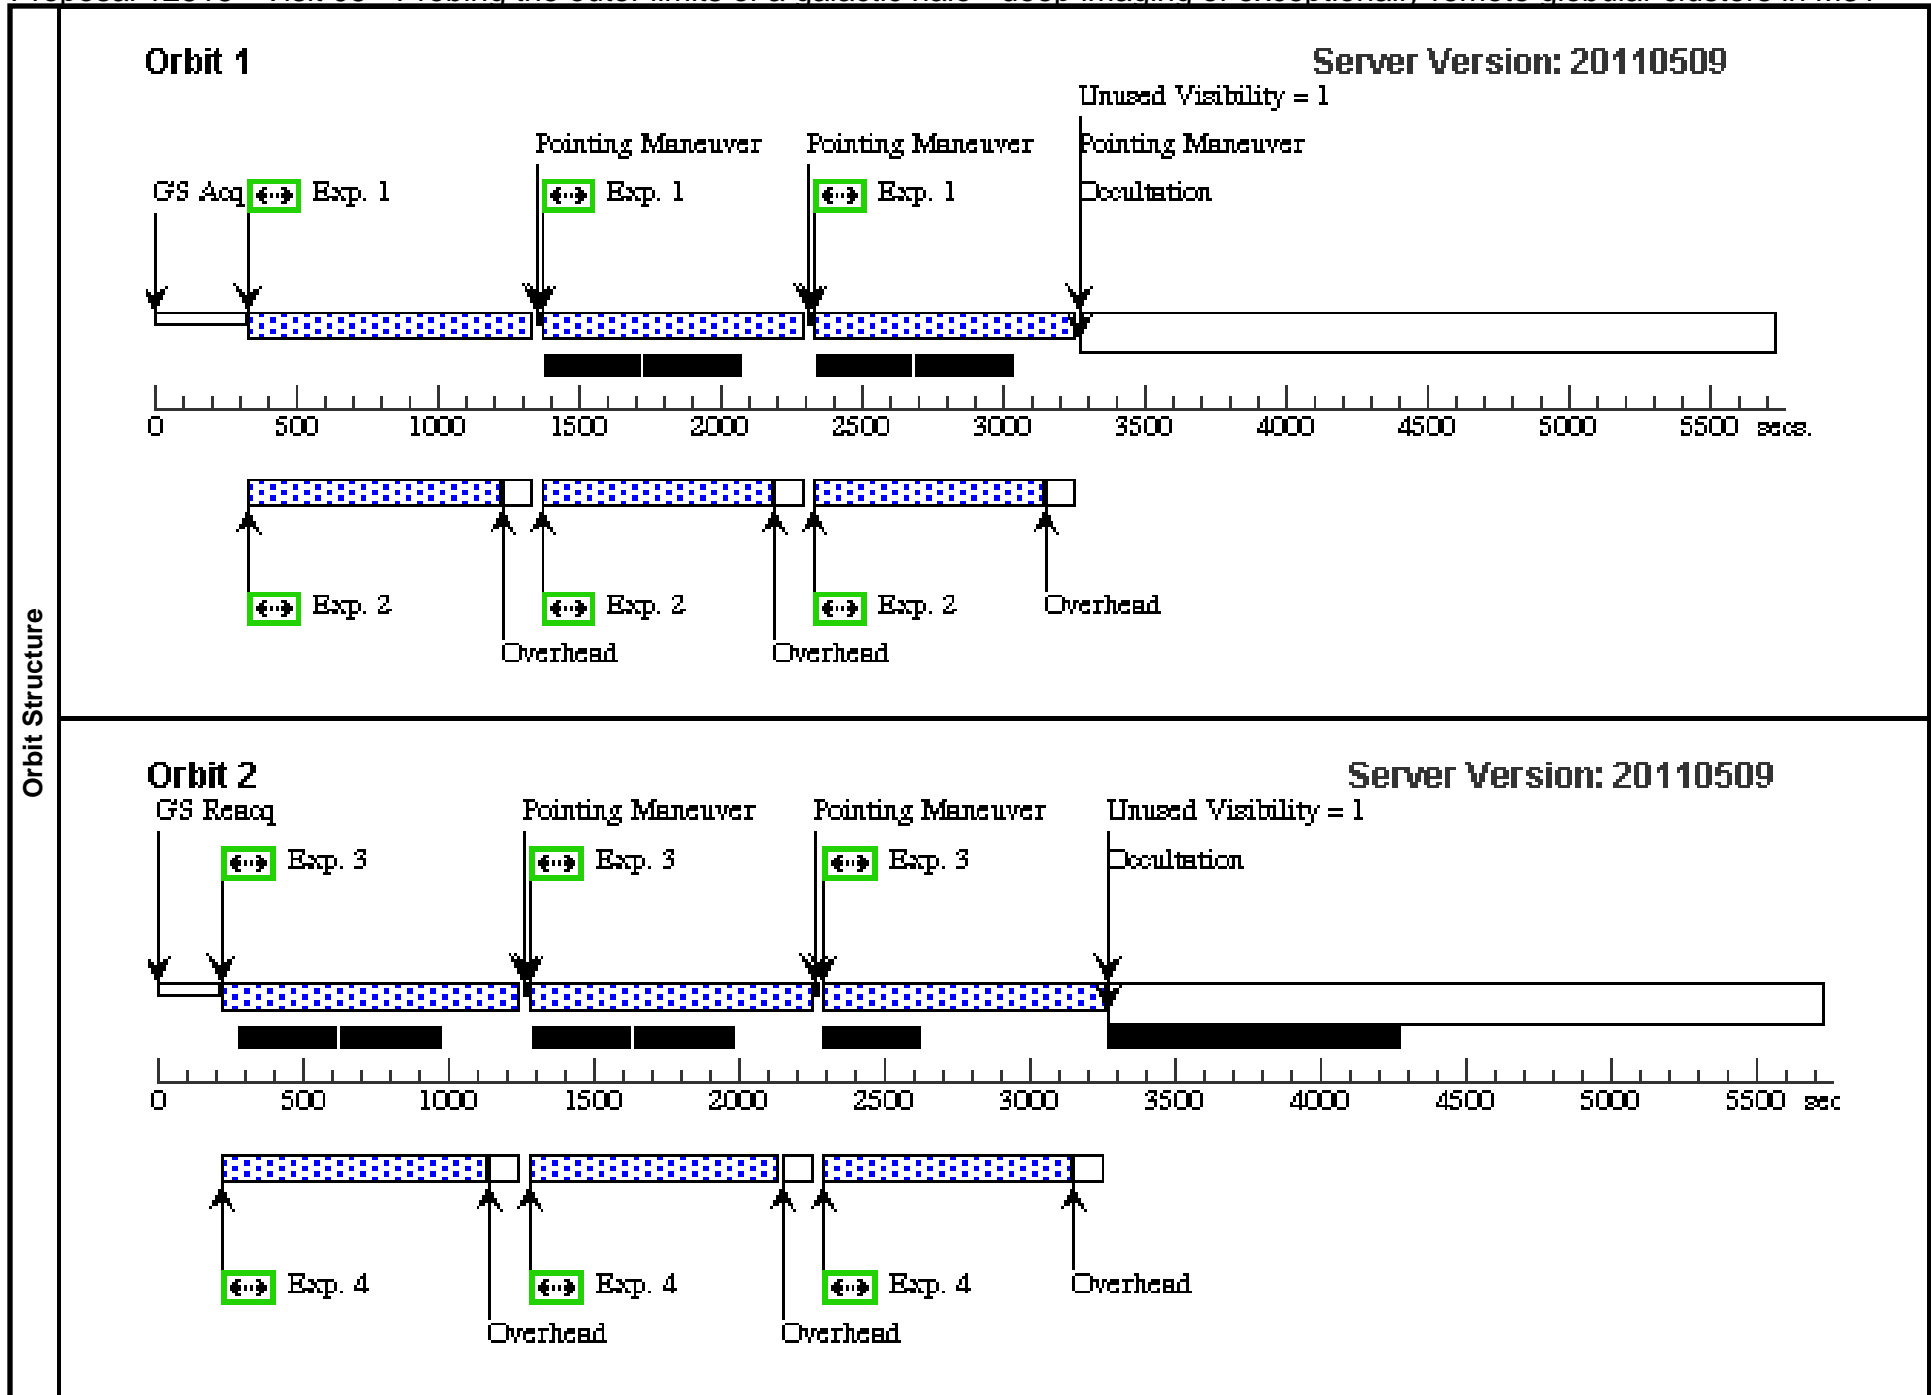 Orbit 1
Server Version: 20110509
Unused Visibility = 1
Pointing Maneuver
Pointing Maneuver
Pointing Maneuver
GS Acq
Exp. 1
Exp. 1
Exp. 1
Occultation
0 500 1000 1500 2000 2500 3000 3500 4000 4500 5000 5500 secs.
Exp. 2
Exp. 2
Exp. 2
Overhead
Overhead
Overhead
Orbit Structure
Orbit 2
Server Version: 20110509
GS Reacq
Pointing Maneuver
Pointing Maneuver
Unused Visibility = 1
Exp. 3
Exp. 3
Exp. 3
Occultation
0 500 1000 1500 2000 2500 3000 3500 4000 4500 5000 5500 sec
Exp. 4
Exp. 4
Exp. 4
Overhead
Overhead
Overhead